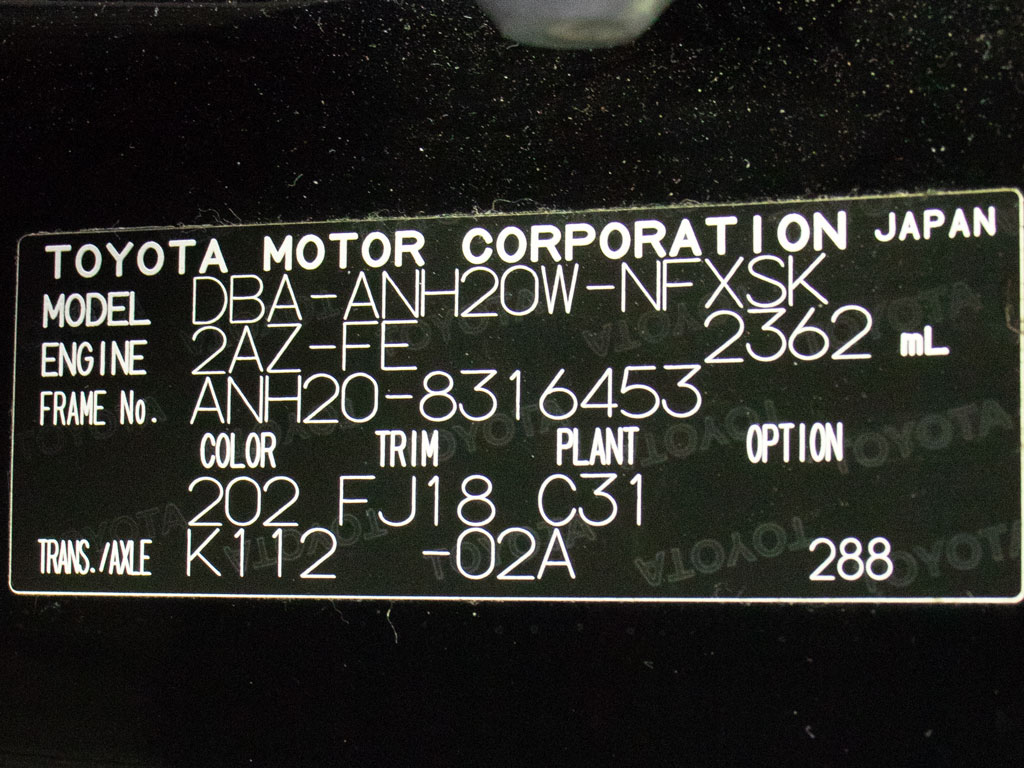 TOYOTA MOTOR CORPORATION JAPAN
MODEL DBA-ANH20W-NFXSK
ENGINE 2AZ-FE 2362 mL
FRAME No. ANH20-8316453
COLOR TRIM PLANT OPTION
202 FJ18 C31
TRANS./AXLE K112 -02A 288